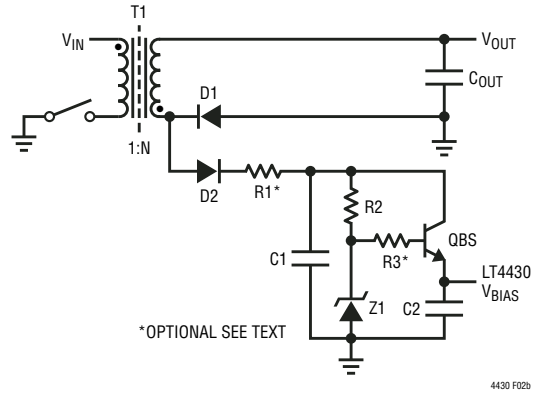 T1
V_IN
V_OUT
C_OUT
D1
1:N
D2
R1*
R2
QBS
R3*
C1
LT4430
V_BIAS
Z1
C2
*OPTIONAL SEE TEXT
4430 F02b